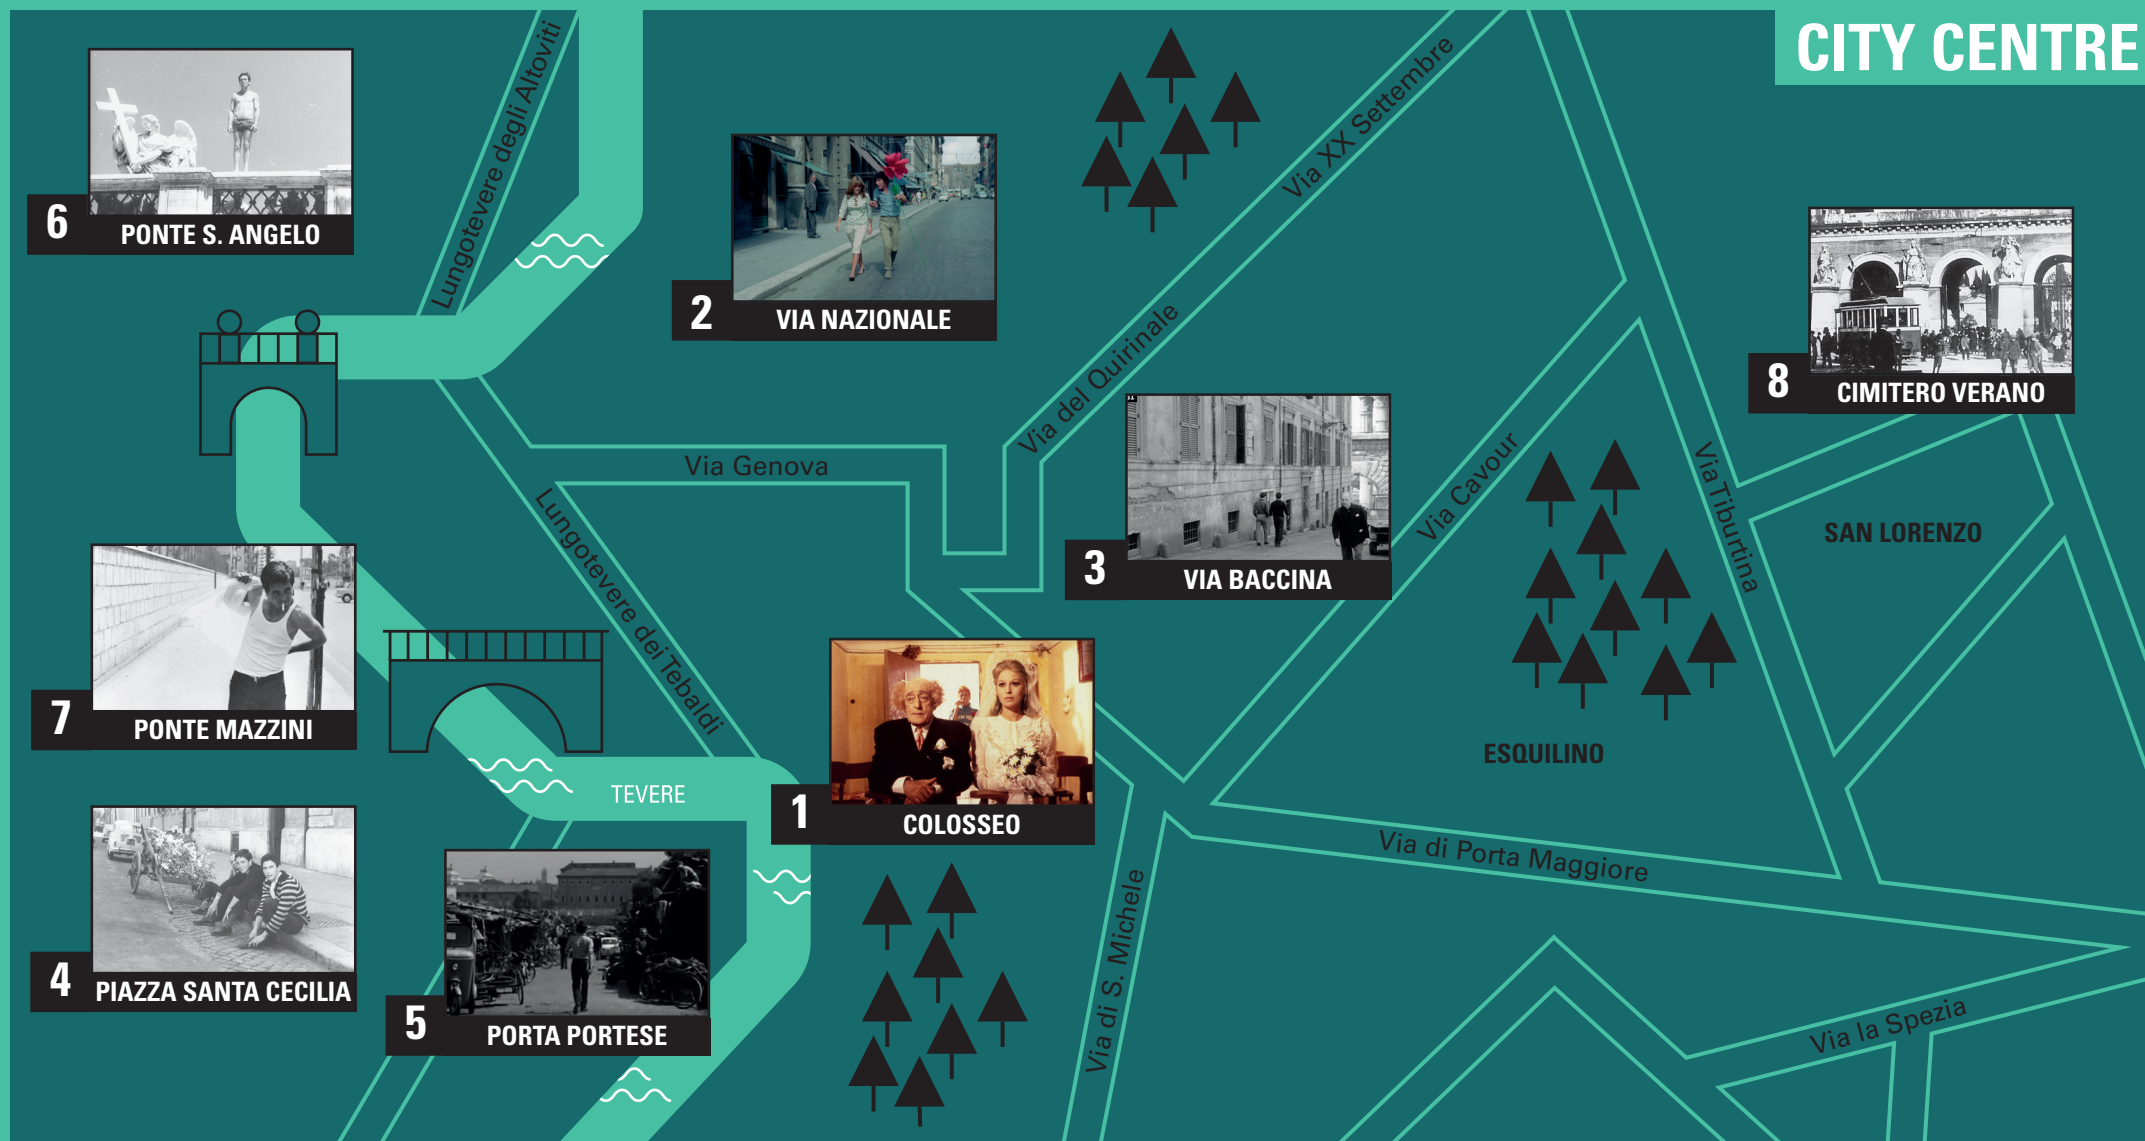 CITY CENTRE
6
PONTE S. ANGELO
Lungotevere degli Altoviti
2
VIA NAZIONALE
Via XX Settembre
Via del Quirinale
8
CIMITERO VERANO
Via Genova
3
VIA BACCINA
Via Cavour
Via Tiburtina
SAN LORENZO
Lungotevere dei Tebaldi
7
PONTE MAZZINI
ESQUILINO
TEVERE
1
COLOSSEO
Via di Porta Maggiore
4
PIAZZA SANTA CECILIA
5
PORTA PORTESE
Via di S. Michele
Via la Spezia